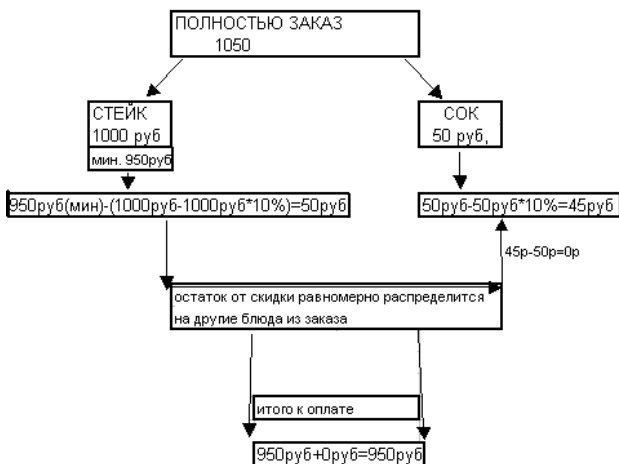 ПОЛНОСТЬЮ ЗАКАЗ
1050
СТЕЙК
1000 руб
мин. 950руб
СОК
50 руб,
950руб(мин)-(1000руб-1000руб*10%)=50руб
50руб-50руб*10%=45руб
45р-50р=0р
остаток от скидки равномерно распределится
на другие блюда из заказа
итого к оплате
950руб+0руб=950руб